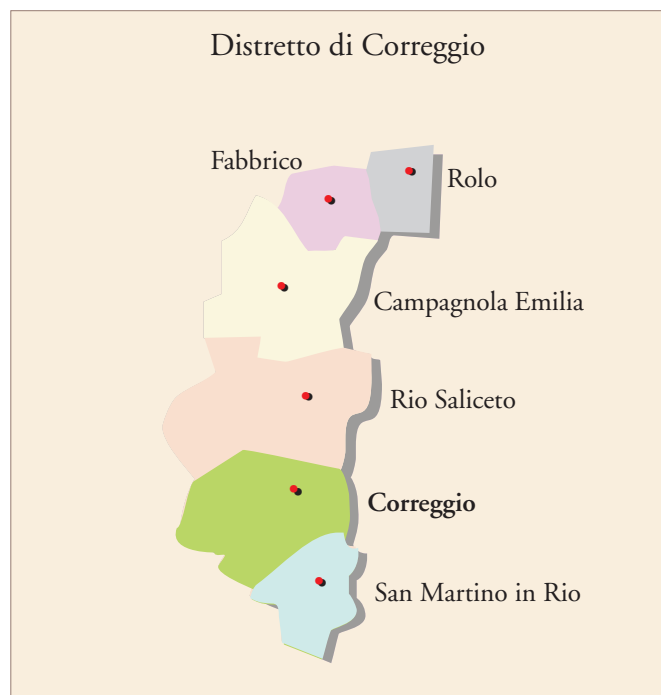 Distretto di Correggio
Fabbrico
Rolo
Campagnola Emilia
Rio Saliceto
Correggio
San Martino in Rio